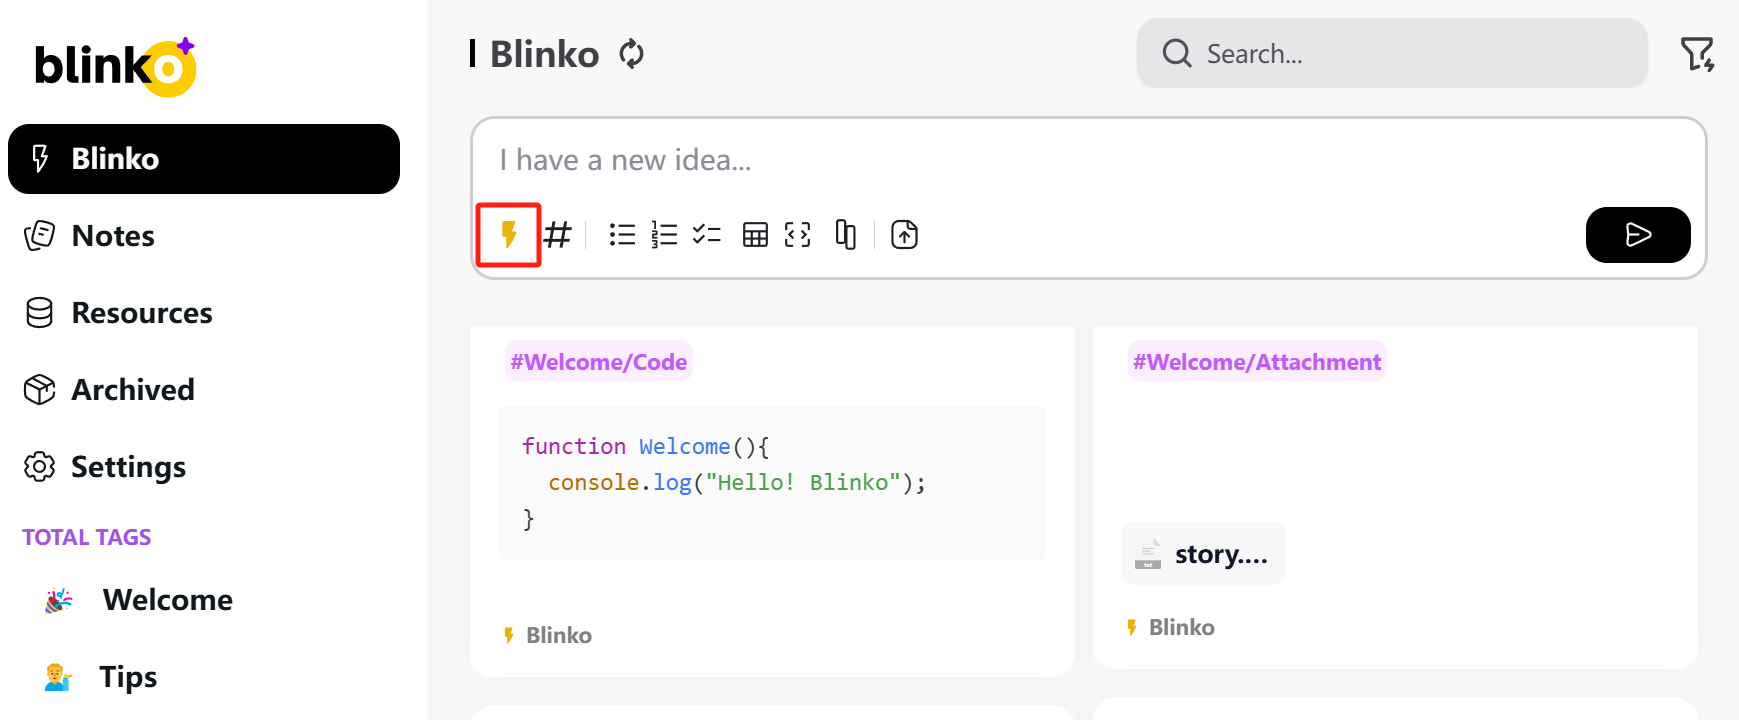 blinko
Blinko
Notes
Resources
Archived
Settings
TOTAL TAGS
Welcome
Tips
Blinko
Search...
I have a new idea...
#Welcome/Code
function Welcome(){
  console.log("Hello! Blinko");
}
Blinko
#Welcome/Attachment
story....
Blinko